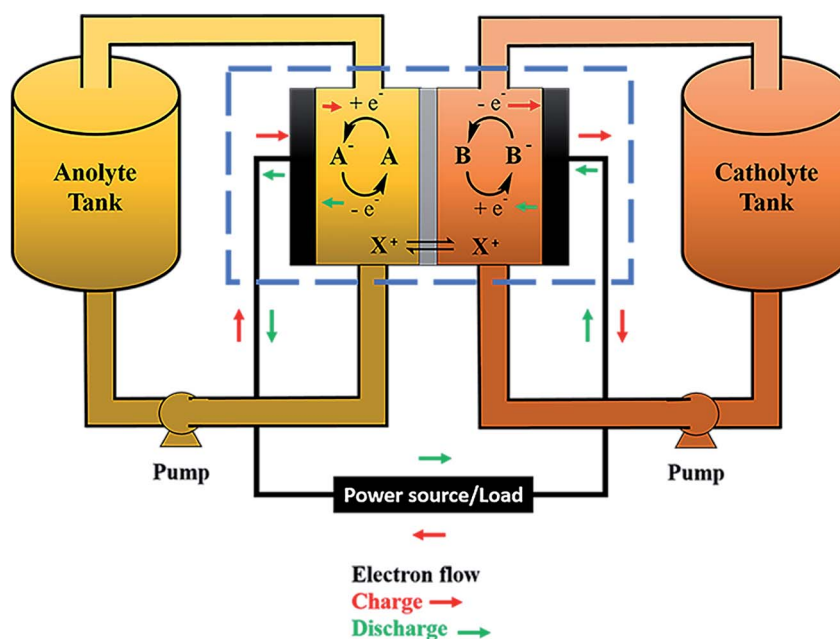 Anolyte
Tank
+ e-
A- A
- e-
X+
- e-
B B-
+ e-
X+
Catholyte
Tank
Pump
Pump
Power source/Load
Electron flow
Charge
Discharge